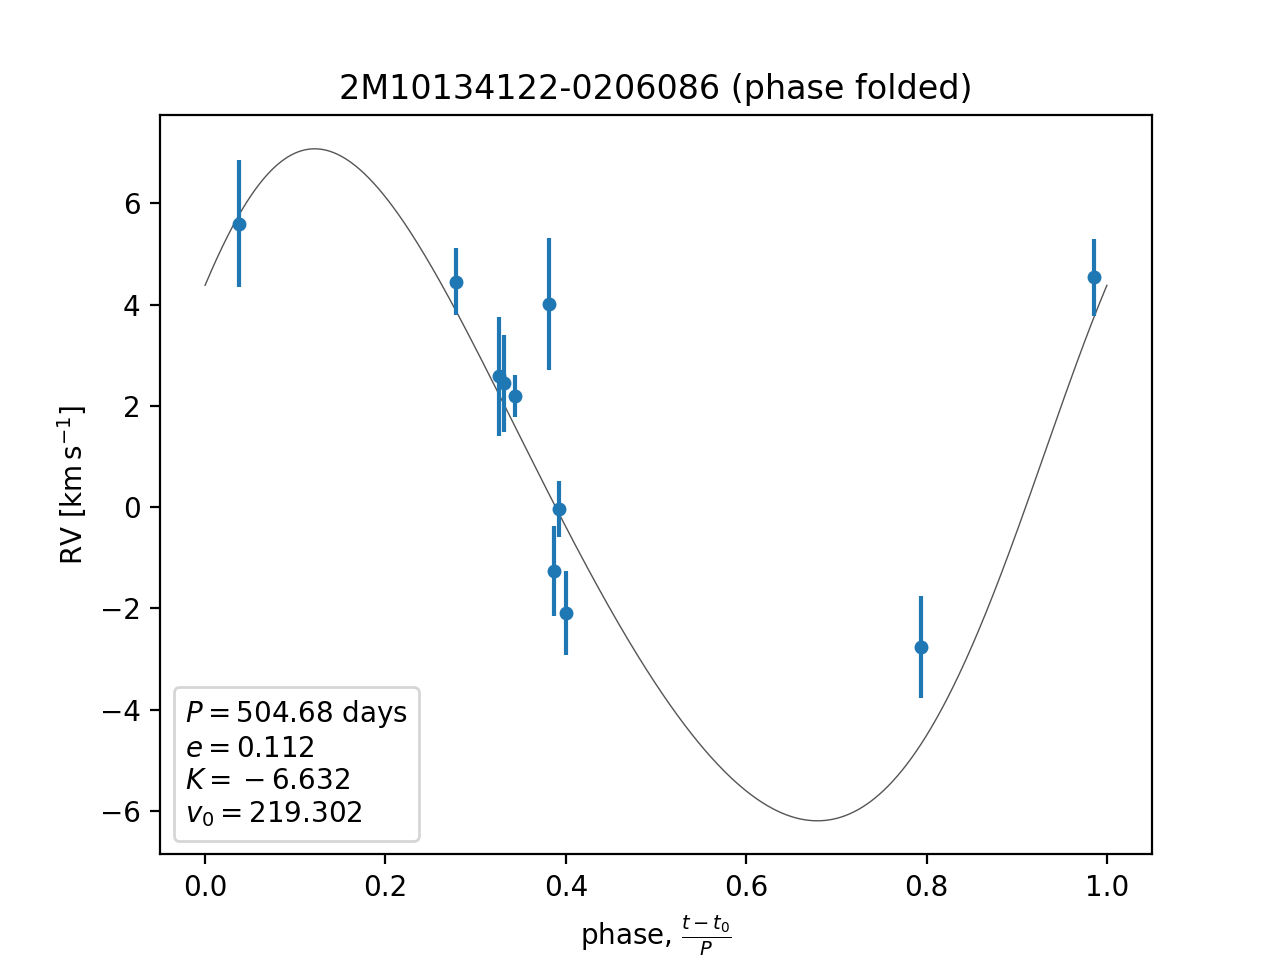 2M10134122-0206086 (phase folded)
RV [km s⁻¹]
6
4
2
0
−2
−4
−6
P = 504.68 days
e = 0.112
K = −6.632
v₀ = 219.302
0.0 0.2 0.4 0.6 0.8 1.0
phase, (t − t₀)/P